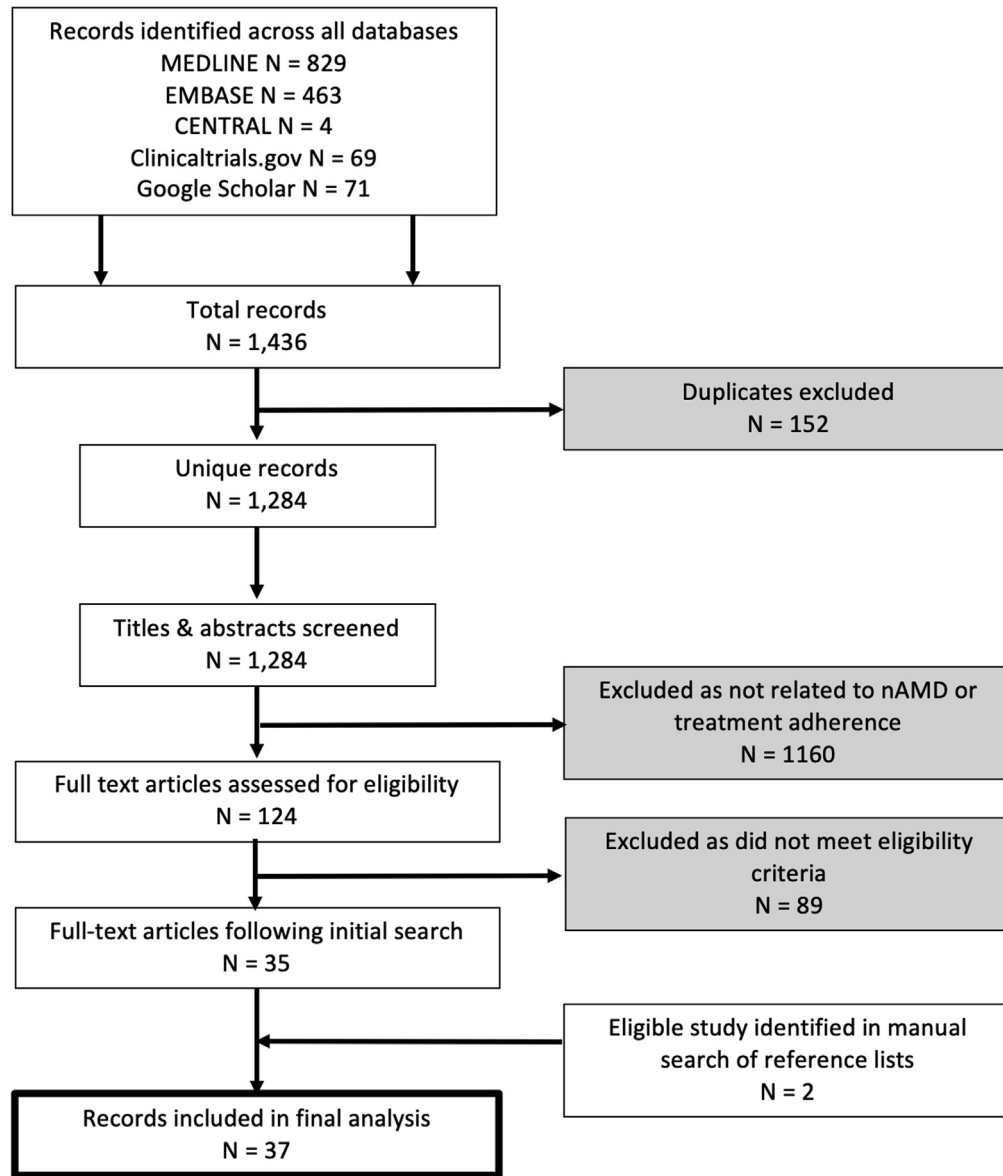 Records identified across all databases
MEDLINE N = 829
EMBASE N = 463
CENTRAL N = 4
Clinicaltrials.gov N = 69
Google Scholar N = 71
Total records
N = 1,436
Duplicates excluded
N = 152
Unique records
N = 1,284
Titles & abstracts screened
N = 1,284
Excluded as not related to nAMD or
treatment adherence
N = 1160
Full text articles assessed for eligibility
N = 124
Excluded as did not meet eligibility
criteria
N = 89
Full-text articles following initial search
N = 35
Eligible study identified in manual
search of reference lists
N = 2
Records included in final analysis
N = 37